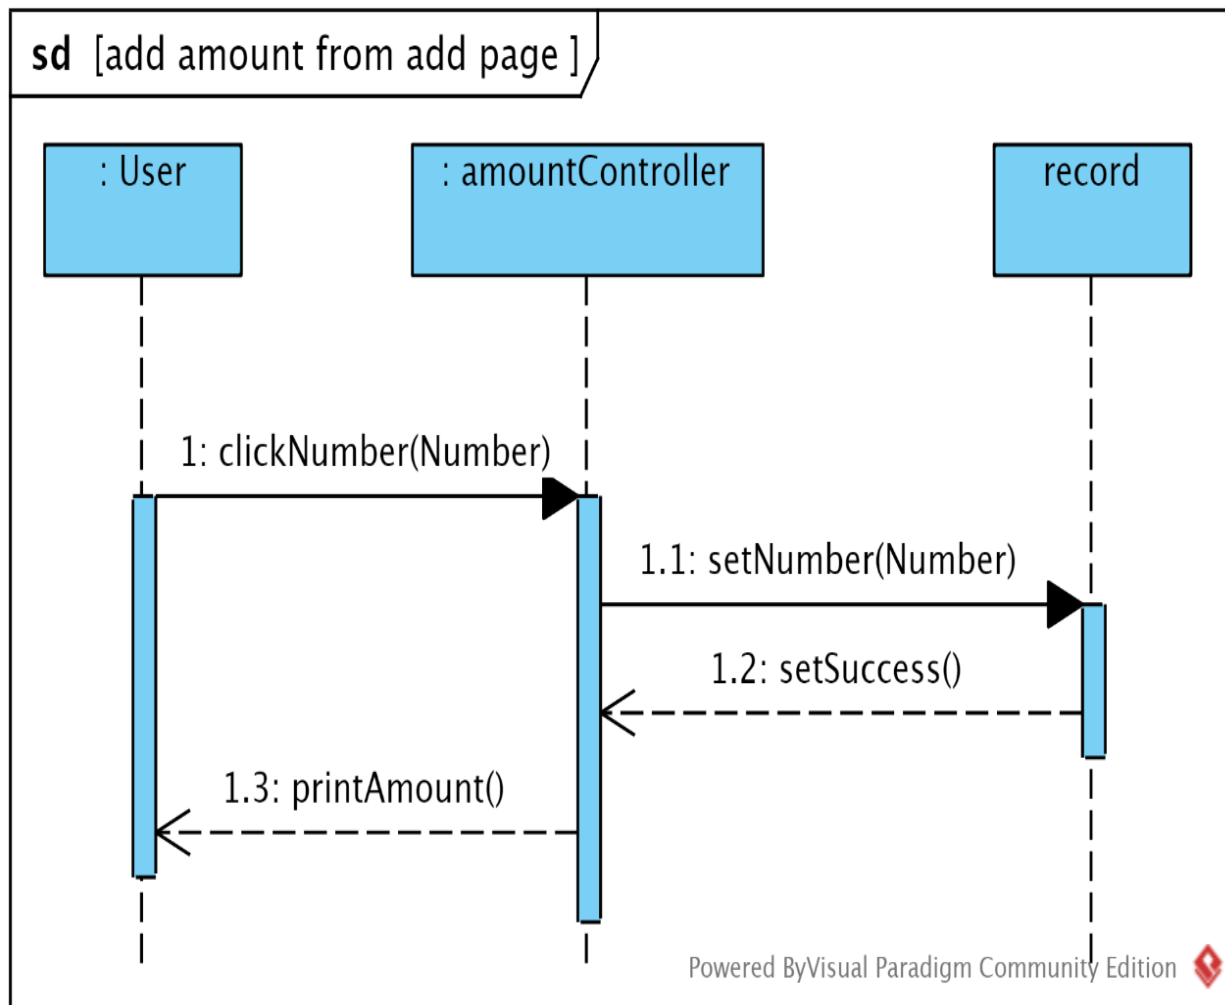 sd [add amount from add page ]
: User
: amountController
record
1: clickNumber(Number)
1.1: setNumber(Number)
1.2: setSuccess()
1.3: printAmount()
Powered ByVisual Paradigm Community Edition